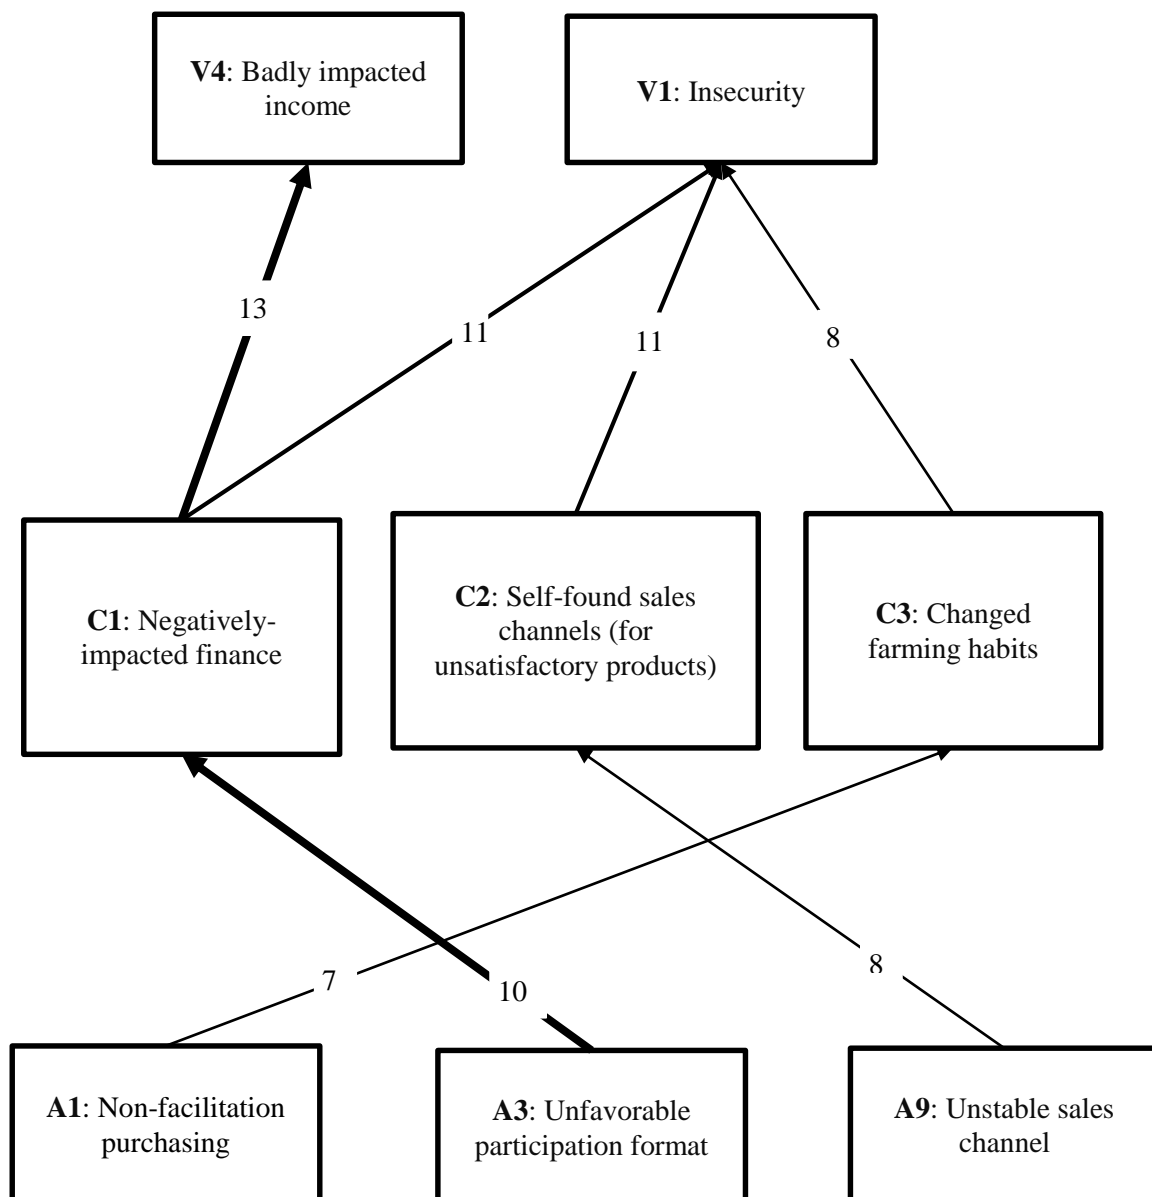 V4: Badly impacted
income
V1: Insecurity
13
11
11
8
C1: Negatively-
impacted finance
C2: Self-found sales
channels (for
unsatisfactory products)
C3: Changed
farming habits
7
10
8
A1: Non-facilitation
purchasing
A3: Unfavorable
participation format
A9: Unstable sales
channel